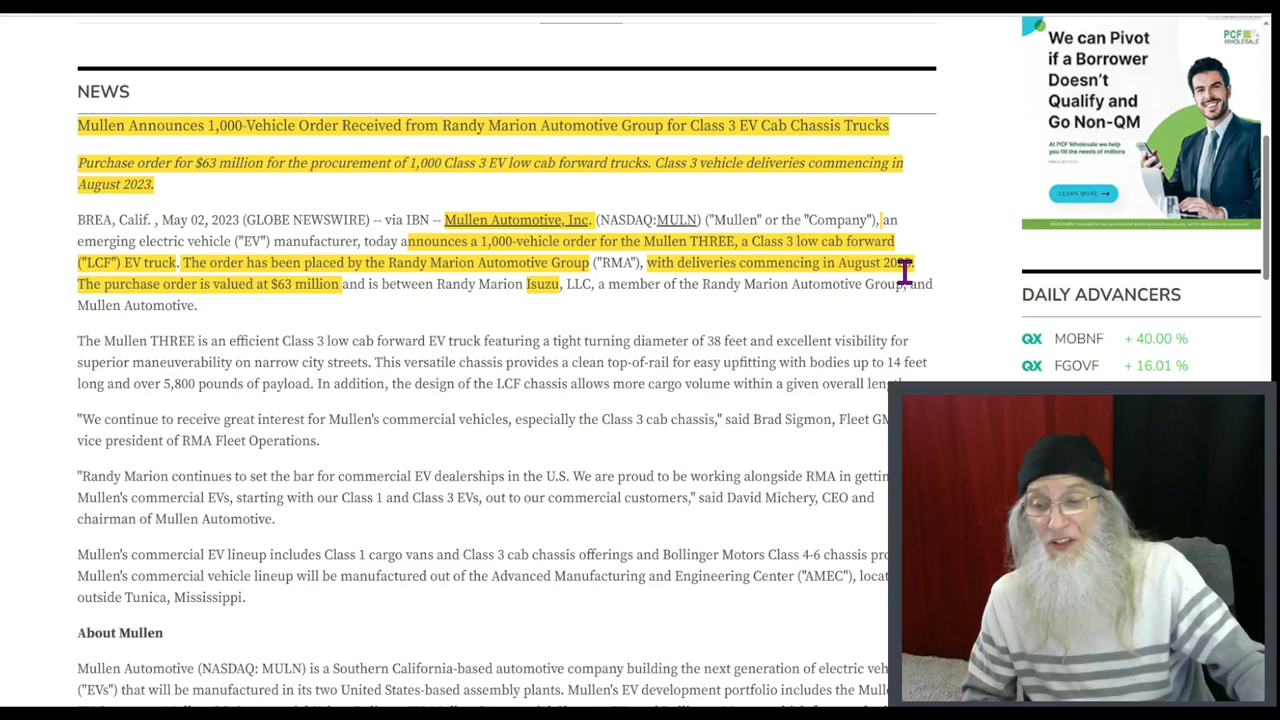 NEWS
Mullen Announces 1,000-Vehicle Order Received from Randy Marion Automotive Group for Class 3 EV Cab Chassis Trucks
Purchase order for $63 million for the procurement of 1,000 Class 3 EV low cab forward trucks. Class 3 vehicle deliveries commencing in
August 2023.
BREA, Calif. , May 02, 2023 (GLOBE NEWSWIRE) -- via IBN -- Mullen Automotive, Inc. (NASDAQ:MULN) ("Mullen" or the "Company"), an
emerging electric vehicle ("EV") manufacturer, today announces a 1,000-vehicle order for the Mullen THREE, a Class 3 low cab forward
("LCF") EV truck. The order has been placed by the Randy Marion Automotive Group ("RMA"), with deliveries commencing in August
The purchase order is valued at $63 million and is between Randy Marion Isuzu, LLC, a member of the Randy Marion Automotive Group, and
Mullen Automotive.
The Mullen THREE is an efficient Class 3 low cab forward EV truck featuring a tight turning diameter of 38 feet and excellent visibility for
superior maneuverability on narrow city streets. This versatile chassis provides a clean top-of-rail for easy upfitting with bodies up to 14 feet
long and over 5,800 pounds of payload. In addition, the design of the LCF chassis allows more cargo volume within a given overall
"We continue to receive great interest for Mullen's commercial vehicles, especially the Class 3 cab chassis," said Brad Sigmon, Fleet GM
vice president of RMA Fleet Operations.
"Randy Marion continues to set the bar for commercial EV dealerships in the U.S. We are proud to be working alongside RMA in
Mullen's commercial EVs, starting with our Class 1 and Class 3 EVs, out to our commercial customers," said David Michery, CEO and
chairman of Mullen Automotive.
Mullen's commercial EV lineup includes Class 1 cargo vans and Class 3 cab chassis offerings and Bollinger Motors Class 4-6 chassis
Mullen's commercial vehicle lineup will be manufactured out of the Advanced Manufacturing and Engineering Center ("AMEC"),
outside Tunica, Mississippi.
About Mullen
Mullen Automotive (NASDAQ: MULN) is a Southern California-based automotive company building the next generation of electric
("EVs") that will be manufactured in its two United States-based assembly plants. Mullen's EV development portfolio includes the
PCF
WHOLESALE
We can Pivot
if a Borrower
Doesn't
Qualify and
Go Non-QM
At PCF Wholesale we help
you fill the needs of millions
LEARN MORE
DAILY ADVANCERS
QX MOBNF + 40.00 %
QX FGOVF + 16.01 %